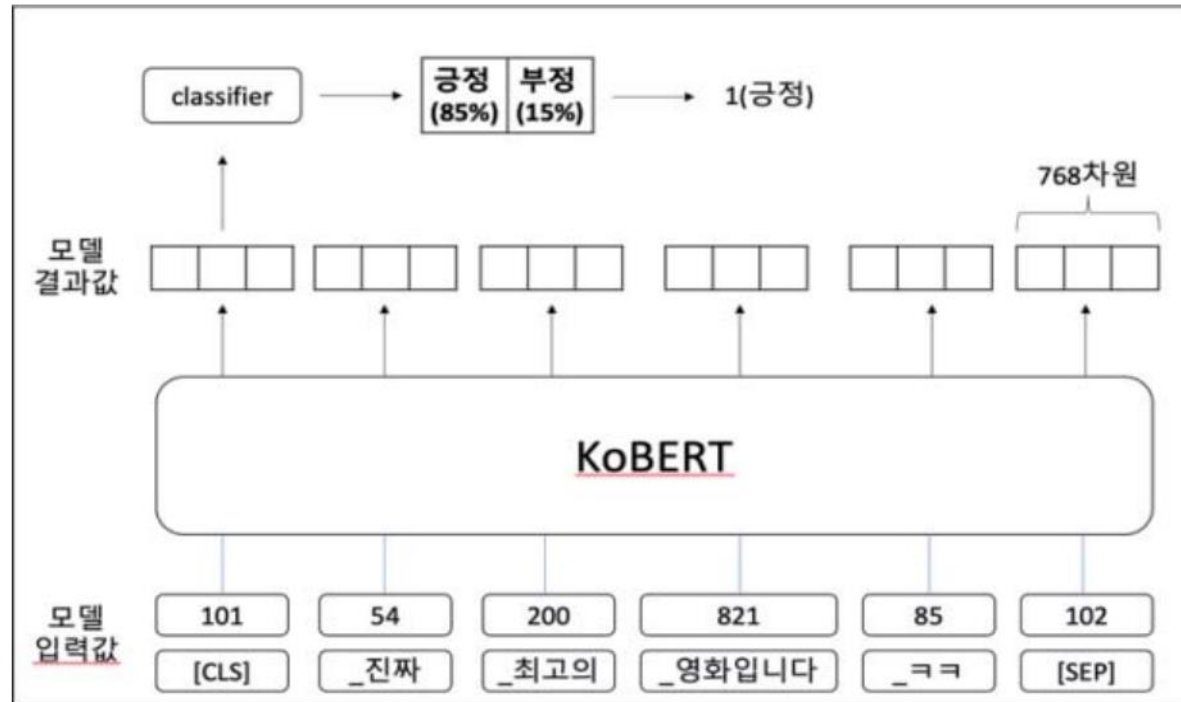 classifier
긍정 부정
(85%) (15%)
1(긍정)
768차원
모델
결과값
KoBERT
모델
입력값
101 54 200 821 85 102
[CLS] _진짜 _최고의 _영화입니다 _ㅋㅋ [SEP]